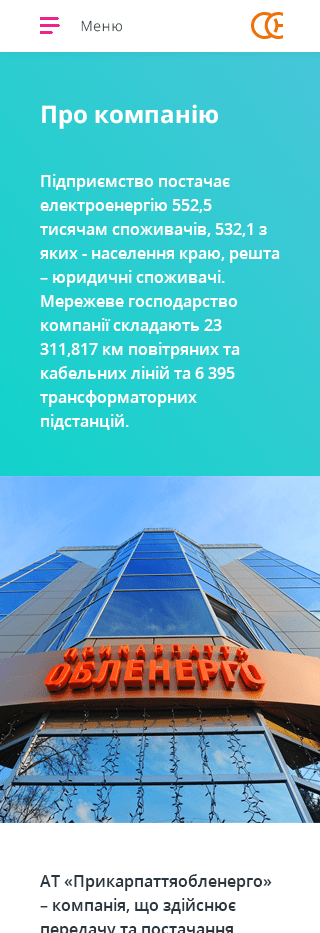 Меню
Про компанію
Підприємство постачає
електроенергію 552,5
тисячам споживачів, 532,1 з
яких - населення краю, решта
– юридичні споживачі.
Мережеве господарство
компанії складають 23
311,817 км повітряних та
кабельних ліній та 6 395
трансформаторних
підстанцій.
ПРИКАРПАТТЯ
ОБЛЕНЕРГО
АТ «Прикарпаттяобленерго»
– компанія, що здійснює
передачу та постачання